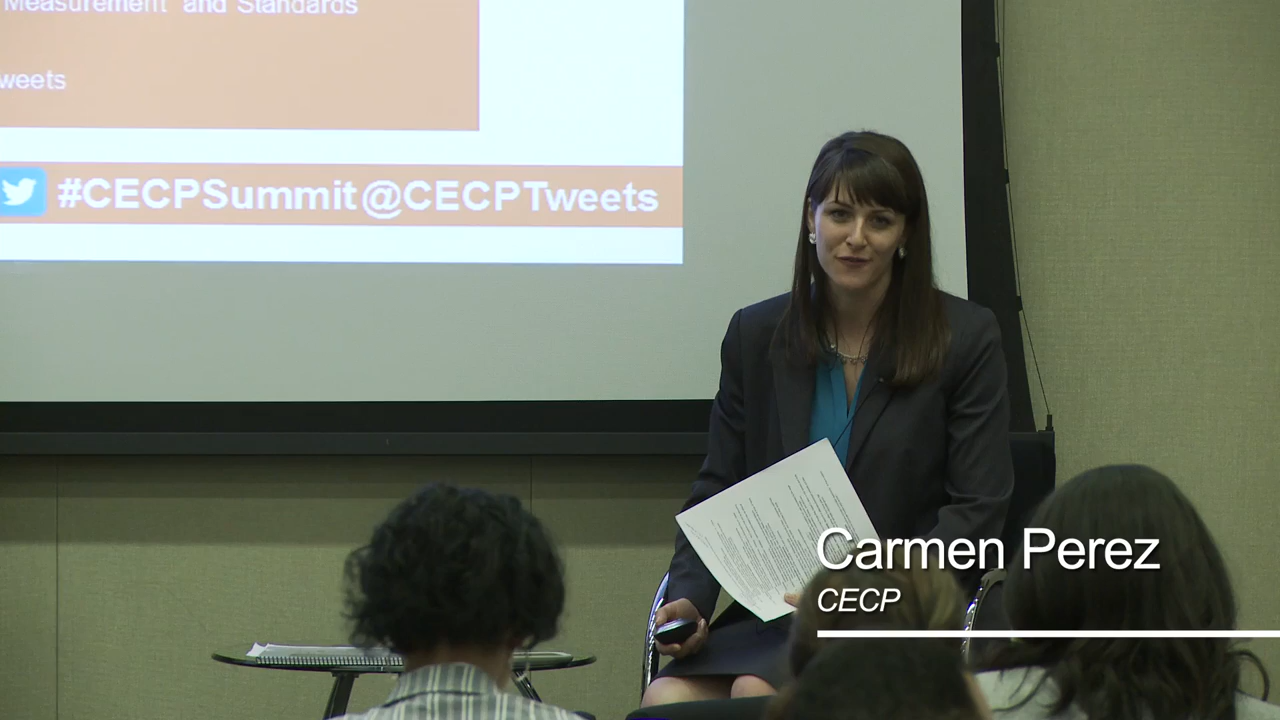 Measurement and Standards
weets
#CECPSummit@CECPTweets
Carmen Perez
CECP